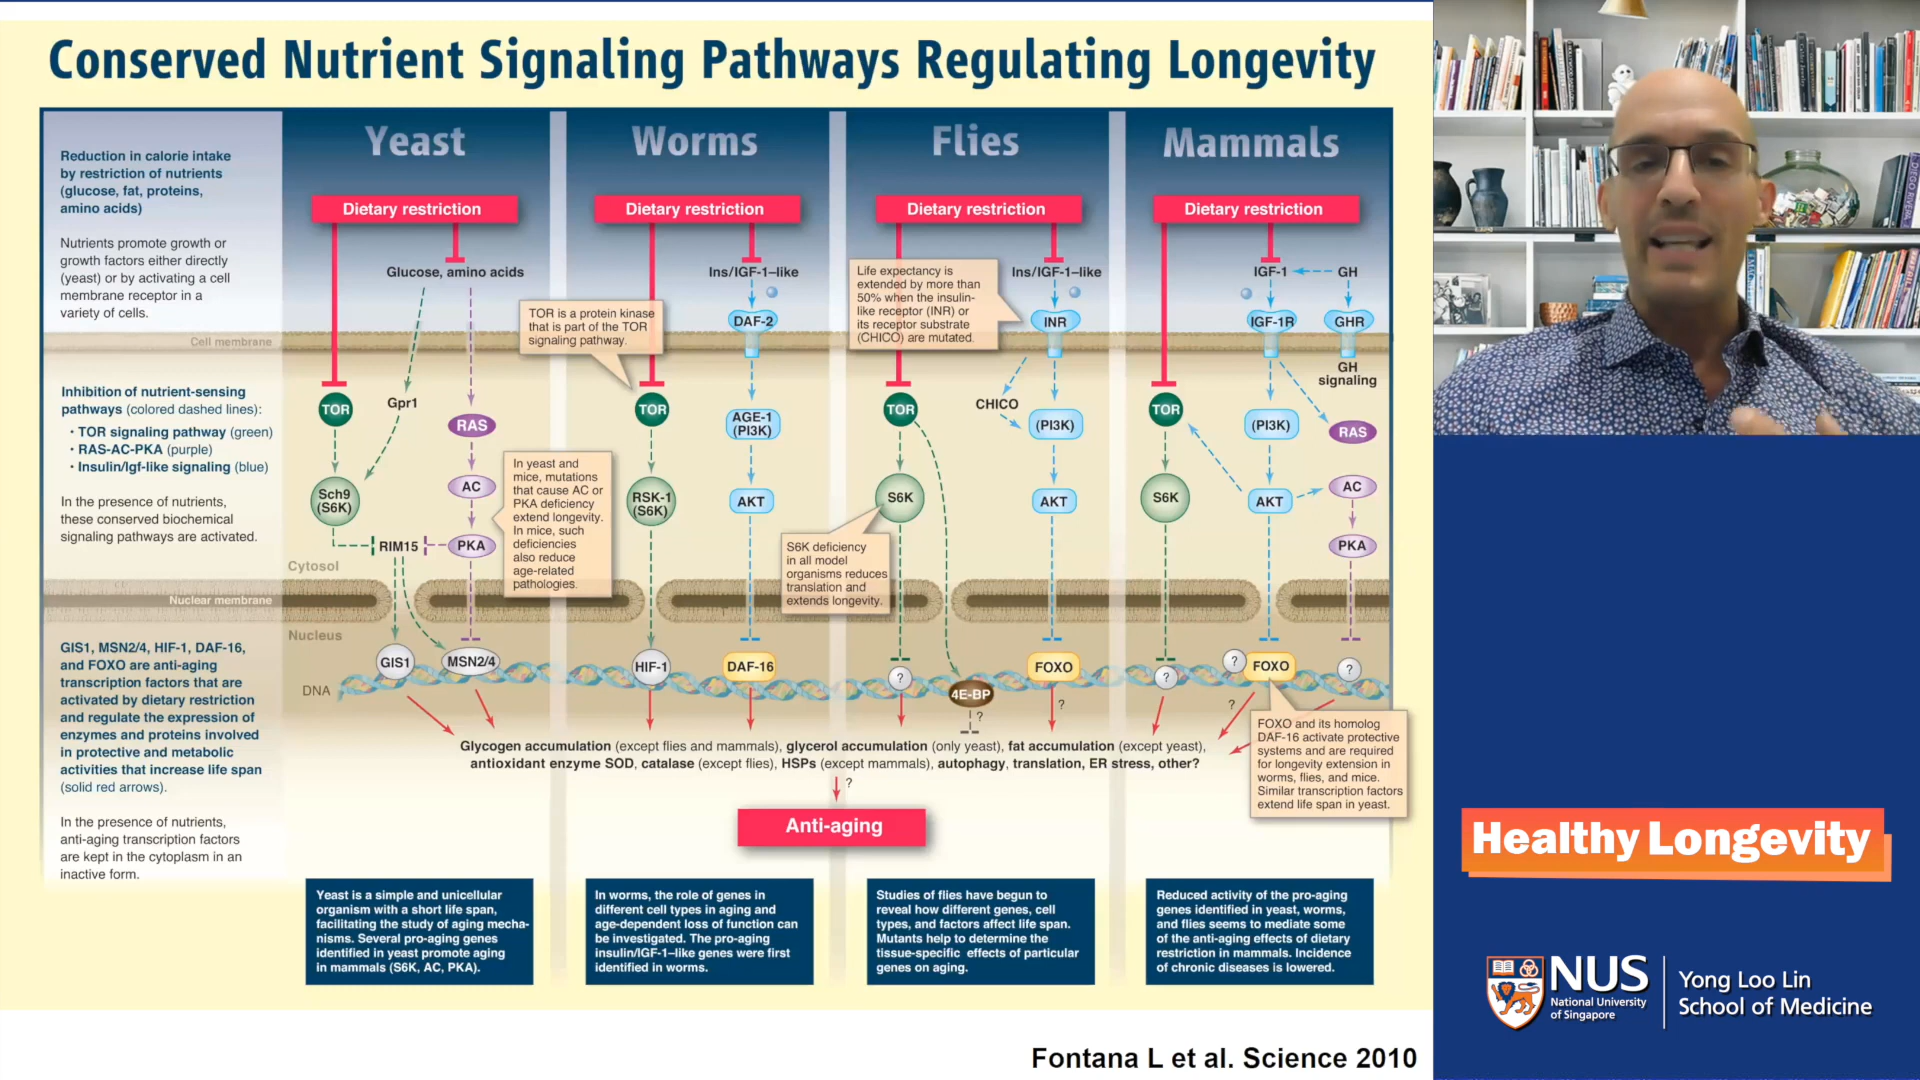 Conserved Nutrient Signaling Pathways Regulating Longevity
Reduction in calorie intake
by restriction of nutrients
(glucose, fat, proteins,
amino acids)
Nutrients promote growth or
growth factors either directly
(yeast) or by activating a cell
membrane receptor in a
variety of cells.
Cell membrane
Inhibition of nutrient-sensing
pathways (colored dashed lines):
• TOR signaling pathway (green)
• RAS-AC-PKA (purple)
• Insulin/Igf-like signaling (blue)
In the presence of nutrients,
these conserved biochemical
signaling pathways are activated.
Cytosol
Nuclear membrane
Nucleus
GIS1, MSN2/4, HIF-1, DAF-16,
and FOXO are anti-aging
transcription factors that are
activated by dietary restriction
and regulate the expression of
enzymes and proteins involved
in protective and metabolic
activities that increase life span
(solid red arrows).
In the presence of nutrients,
anti-aging transcription factors
are kept in the cytoplasm in an
inactive form.
DNA
Yeast
Dietary restriction
Glucose, amino acids
TOR
Gpr1
RAS
Sch9
(S6K)
AC
RIM15
PKA
GIS1
MSN2/4
In yeast and
mice, mutations
that cause AC or
PKA deficiency
extend longevity.
In mice, such
deficiencies
also reduce
age-related
pathologies.
Worms
Dietary restriction
Ins/IGF-1–like
TOR is a protein kinase
that is part of the TOR
signaling pathway.
DAF-2
TOR
AGE-1
(PI3K)
RSK-1
(S6K)
AKT
HIF-1
DAF-16
Flies
Dietary restriction
Life expectancy is
extended by more than
50% when the insulin-
like receptor (INR) or
its receptor substrate
(CHICO) are mutated.
Ins/IGF-1–like
INR
TOR
CHICO
(PI3K)
S6K
AKT
S6K deficiency
in all model
organisms reduces
translation and
extends longevity.
?
4E-BP
FOXO
?
?
Mammals
Dietary restriction
IGF-1
GH
IGF-1R
GHR
GH
signaling
TOR
(PI3K)
RAS
S6K
AKT
AC
PKA
?
?
FOXO
?
?
FOXO and its homolog
DAF-16 activate protective
systems and are required
for longevity extension in
worms, flies, and mice.
Similar transcription factors
extend life span in yeast.
Glycogen accumulation (except flies and mammals), glycerol accumulation (only yeast), fat accumulation (except yeast),
antioxidant enzyme SOD, catalase (except flies), HSPs (except mammals), autophagy, translation, ER stress, other?
?
Anti-aging
Yeast is a simple and unicellular
organism with a short life span,
facilitating the study of aging mecha-
nisms. Several pro-aging genes
identified in yeast promote aging
in mammals (S6K, AC, PKA).
In worms, the role of genes in
different cell types in aging and
age-dependent loss of function can
be investigated. The pro-aging
insulin/IGF-1–like genes were first
identified in worms.
Studies of flies have begun to
reveal how different genes, cell
types, and factors affect life span.
Mutants help to determine the
tissue-specific effects of particular
genes on aging.
Reduced activity of the pro-aging
genes identified in yeast, worms,
and flies seems to mediate some
of the anti-aging effects of dietary
restriction in mammals. Incidence
of chronic diseases is lowered.
Fontana L et al. Science 2010
DIEGO RIVERA
Healthy Longevity
NUS
National University
of Singapore
Yong Loo Lin
School of Medicine